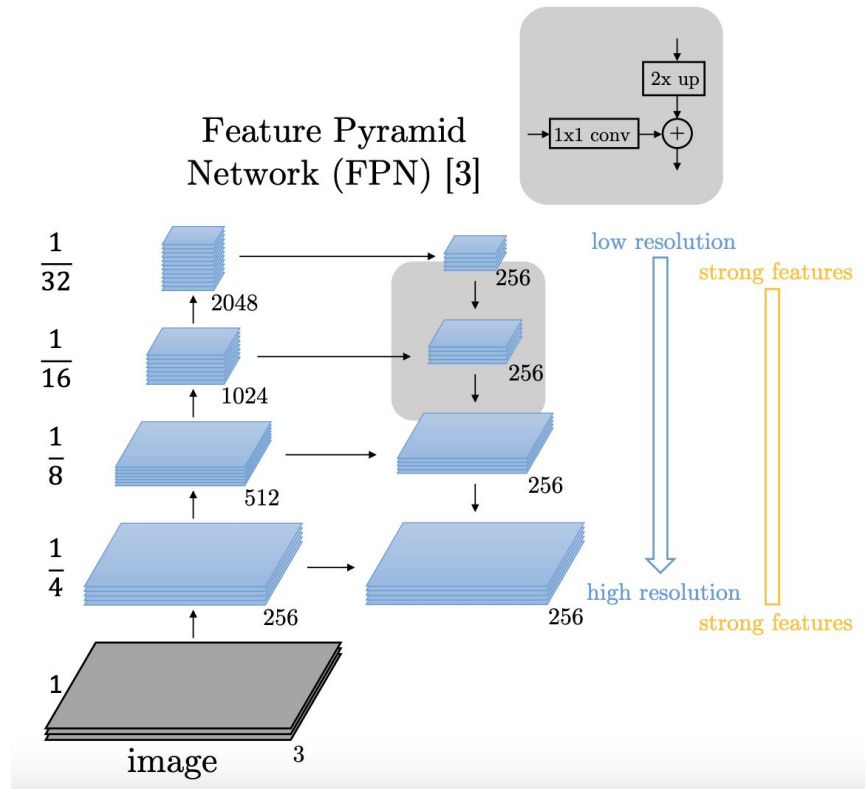 2x up
1x1 conv
+
Feature Pyramid
Network (FPN) [3]
1/32
2048
256
low resolution
strong features
1/16
1024
256
1/8
512
256
1/4
256
256
high resolution
strong features
1
image
3